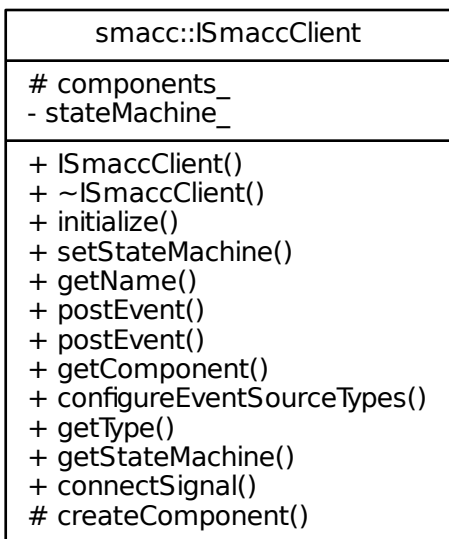 smacc::ISmaccClient
# components_
- stateMachine_
+ ISmaccClient()
+ ~ISmaccClient()
+ initialize()
+ setStateMachine()
+ getName()
+ postEvent()
+ postEvent()
+ getComponent()
+ configureEventSourceTypes()
+ getType()
+ getStateMachine()
+ connectSignal()
# createComponent()